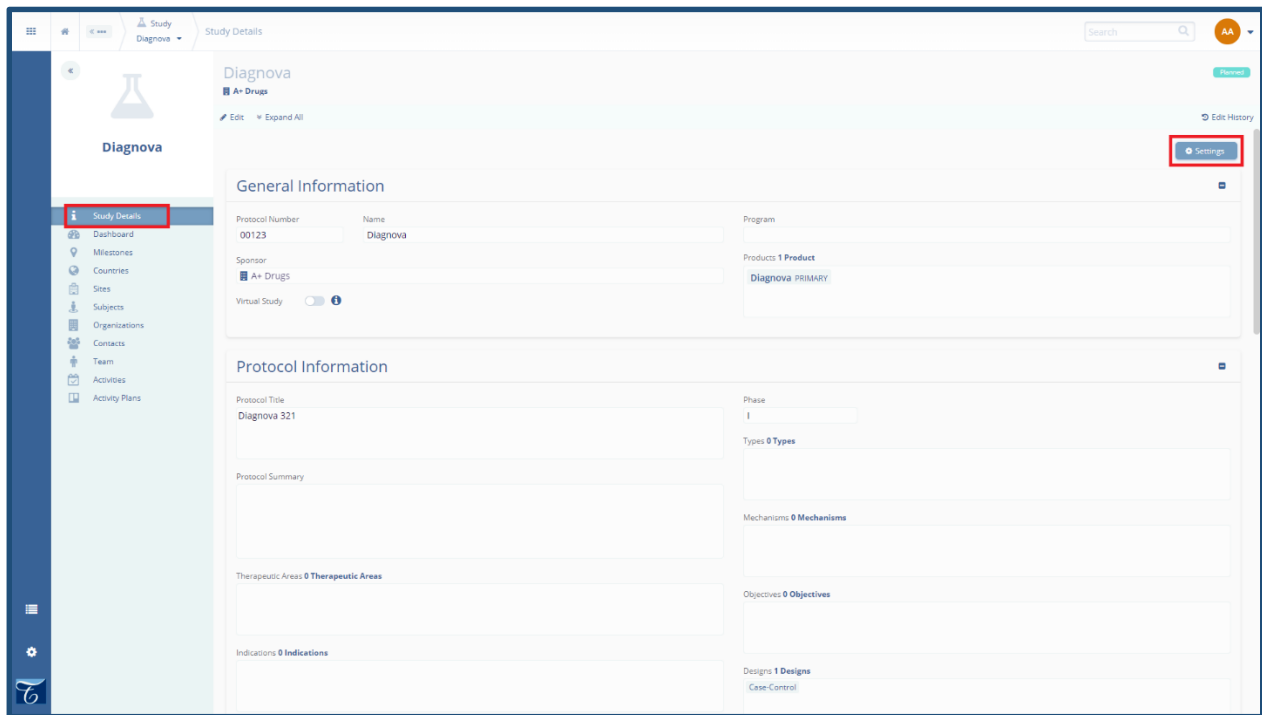 Study
Diagnova
Study Details
Search
AA
Diagnova
A+ Drugs
Planned
Edit Expand All
Edit History
Diagnova
Settings
Study Details
Dashboard
Milestones
Countries
Sites
Subjects
Organizations
Contacts
Team
Activities
Activity Plans
General Information
Protocol Number Name Program
00123 Diagnova
Sponsor
A+ Drugs
Products 1 Product
Diagnova PRIMARY
Virtual Study
Protocol Information
Protocol Title
Diagnova 321
Phase
I
Types 0 Types
Protocol Summary
Mechanisms 0 Mechanisms
Therapeutic Areas 0 Therapeutic Areas
Objectives 0 Objectives
Indications 0 Indications
Designs 1 Designs
Case-Control